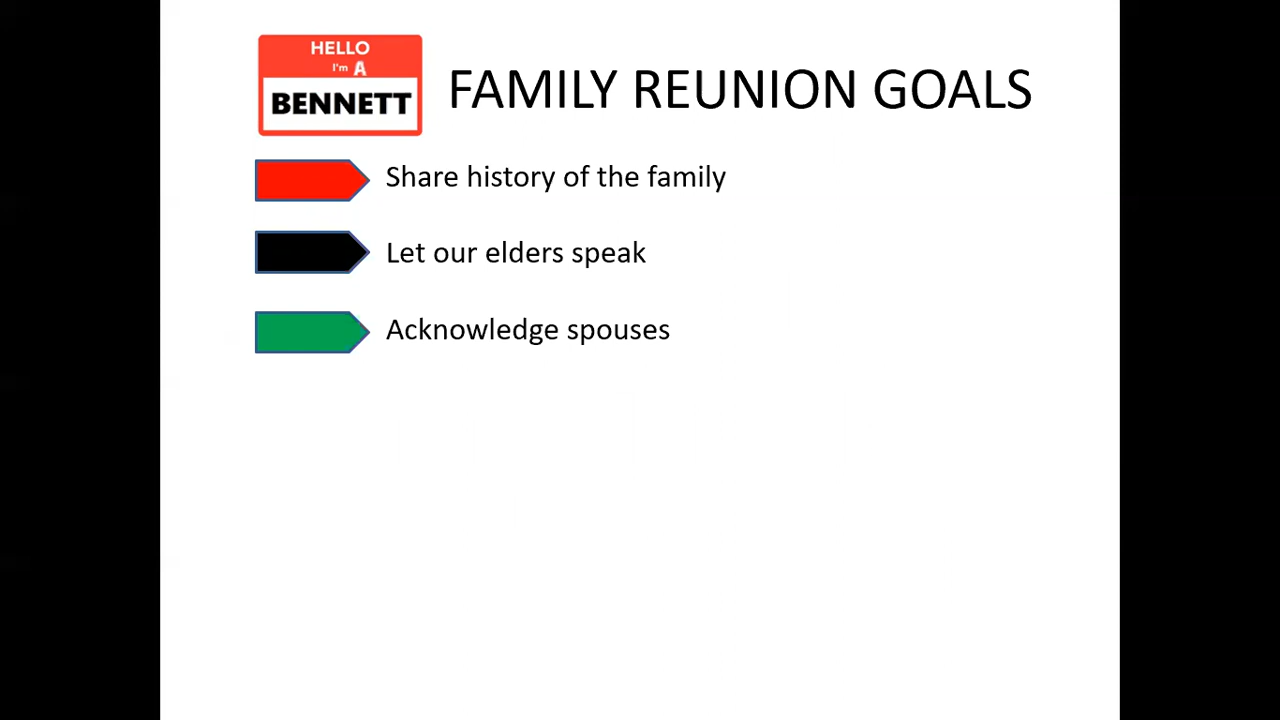 HELLO
I'm A
BENNETT
FAMILY REUNION GOALS
Share history of the family
Let our elders speak
Acknowledge spouses